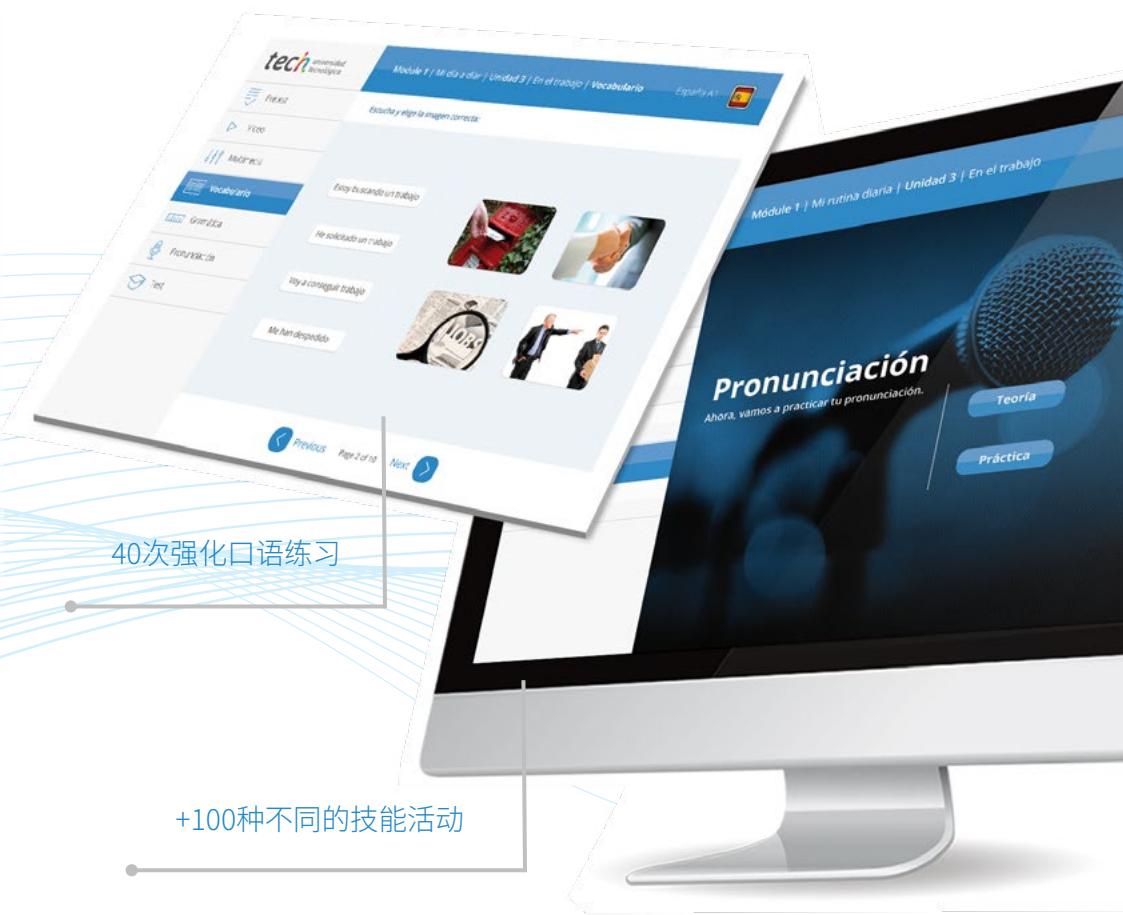 tech universidad
tecnológica
Module 1 | Mi día a díar | Unidad 3 | En el trabajo | Vocabulario
España A1
Pretest
Vídeo
Multimedia
Vocabulario
Gramática
Pronunciación
Test
Escucha y elige la imagen correcta:
Estoy buscando un trabajo
He solicitado un trabajo
Voy a conseguir trabajo
Me han despedido
JOBS
Previous
Page 2 of 10
Next
Módule 1 | Mi rutina diaria | Unidad 3 | En el trabajo
Pronunciación
Ahora, vamos a practicar tu pronunciación.
Teoría
Práctica
40次强化口语练习
+100种不同的技能活动